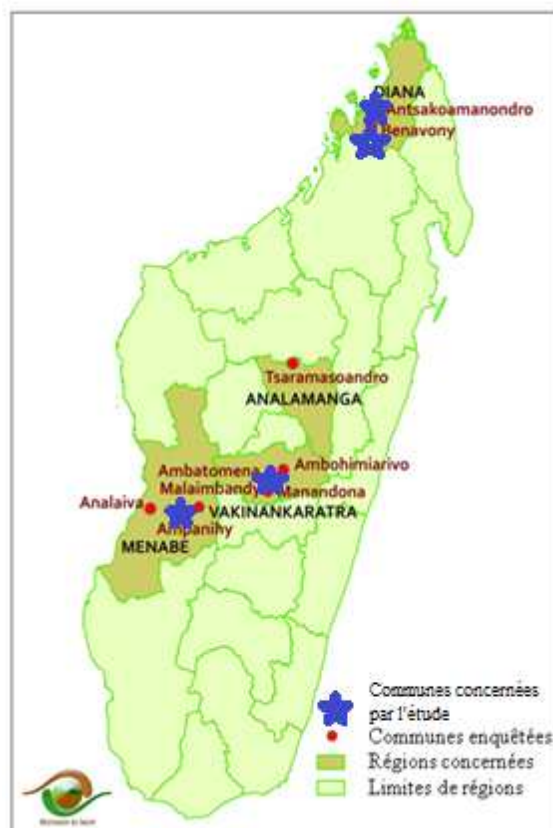 DIANA
Antsakoamanondro
Benavony
Tsaramasoandro
ANALAMANGA
Ambatomena
Ambohimiarivo
Malaimbandy
Manandona
Analaiva
VAKINANKARATRA
Ampanihy
MENABE
Communes concernées
par l'étude
Communes enquêtées
Régions concernées
Limites de régions